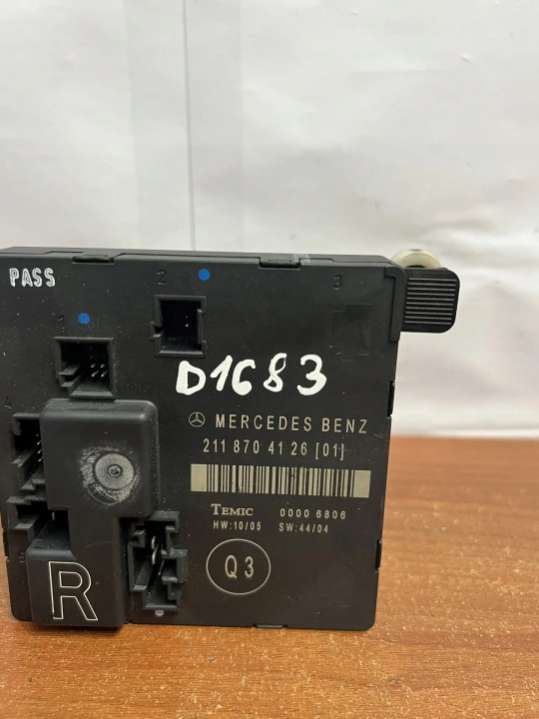 PASS
2
3
1
D1683
MERCEDES BENZ
211 870 41 26 [01]
TEMIC 0000 6806
HW:10/05 SW:44/04
Q3
R